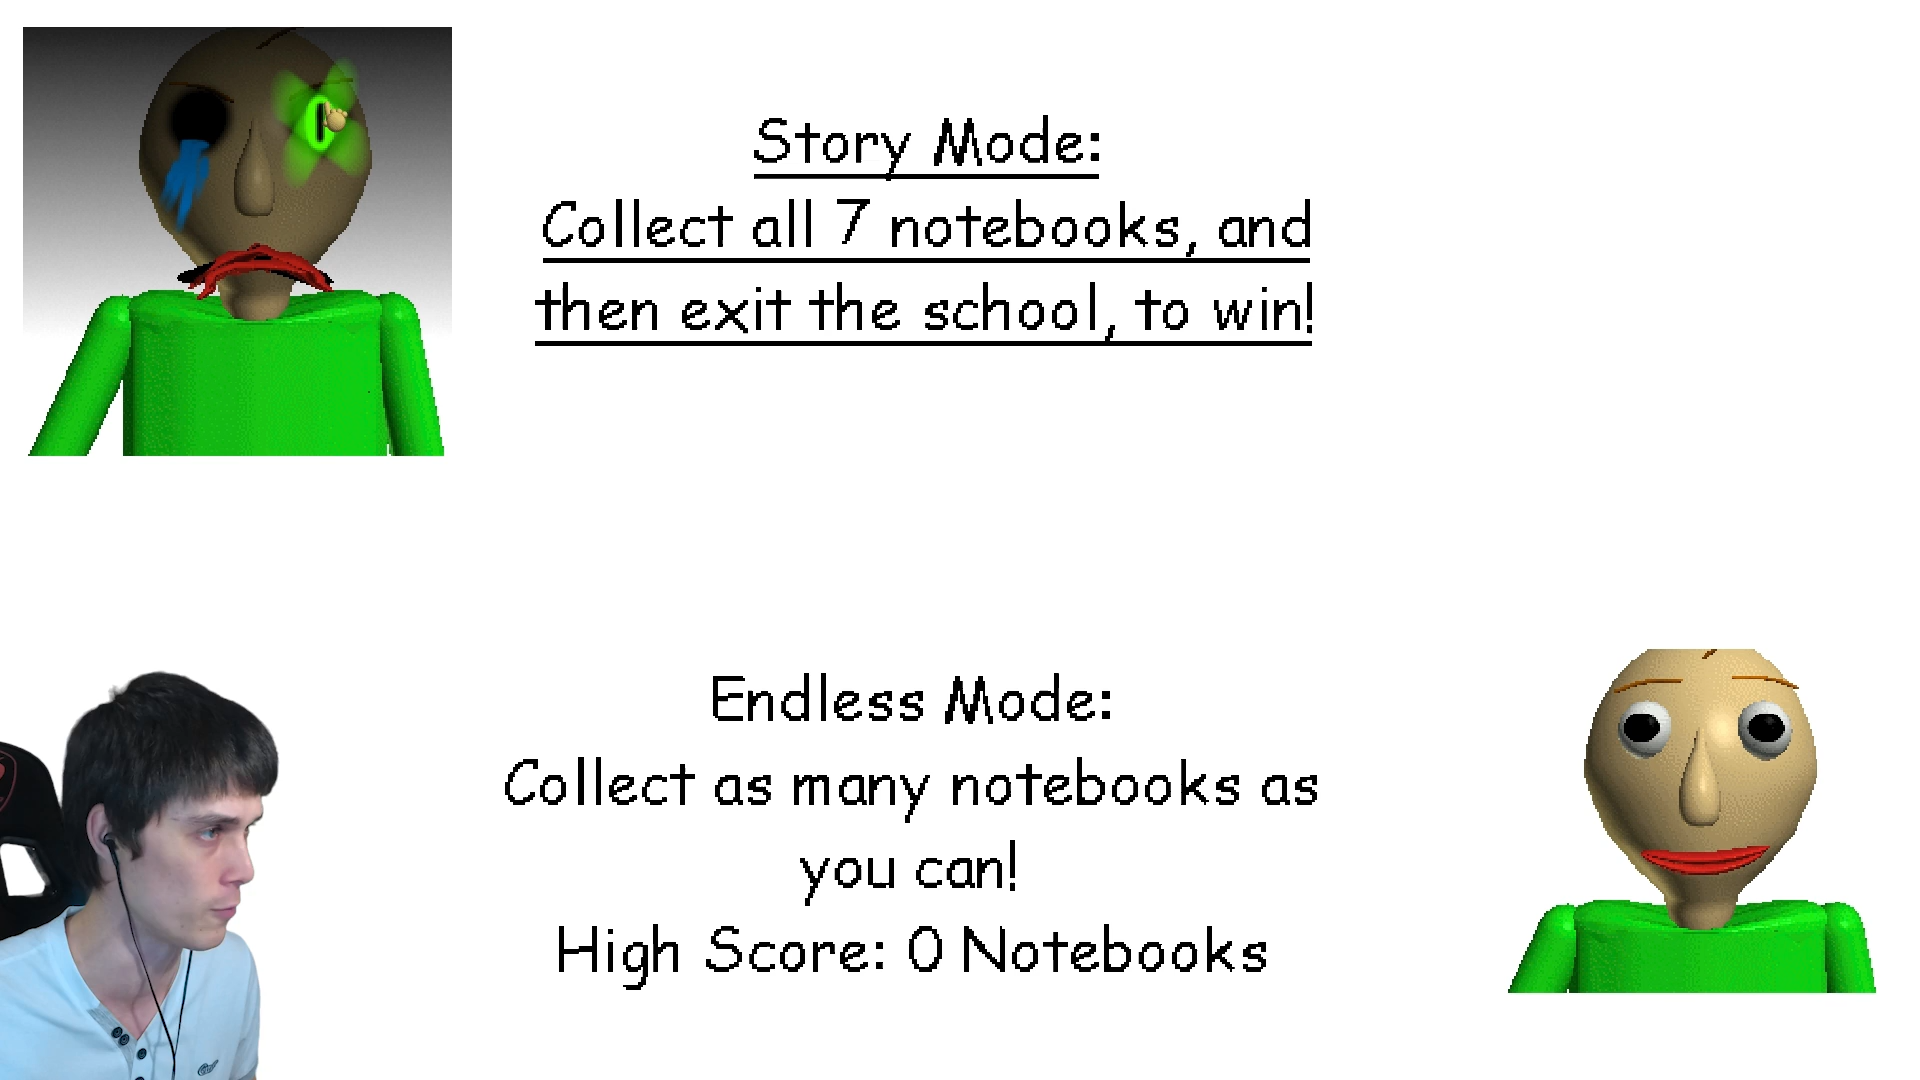 Story Mode:
Collect all 7 notebooks, and
then exit the school, to win!
Endless Mode:
Collect as many notebooks as
you can!
High Score: 0 Notebooks